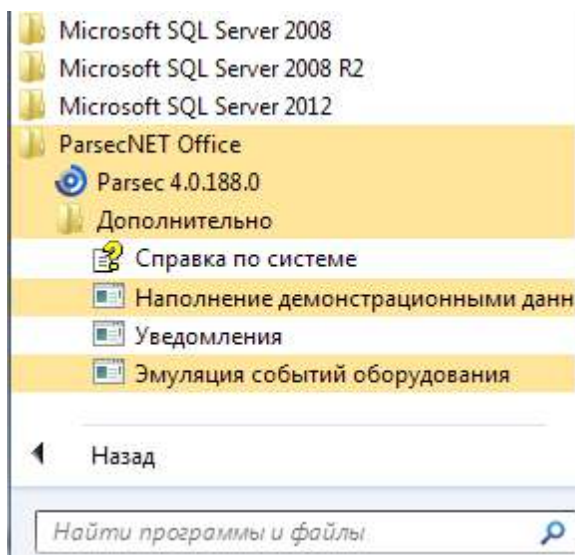 Microsoft SQL Server 2008
Microsoft SQL Server 2008 R2
Microsoft SQL Server 2012
ParsecNET Office
Parsec 4.0.188.0
Дополнительно
Справка по системе
Наполнение демонстрационными данн
Уведомления
Эмуляция событий оборудования
Назад
Найти программы и файлы